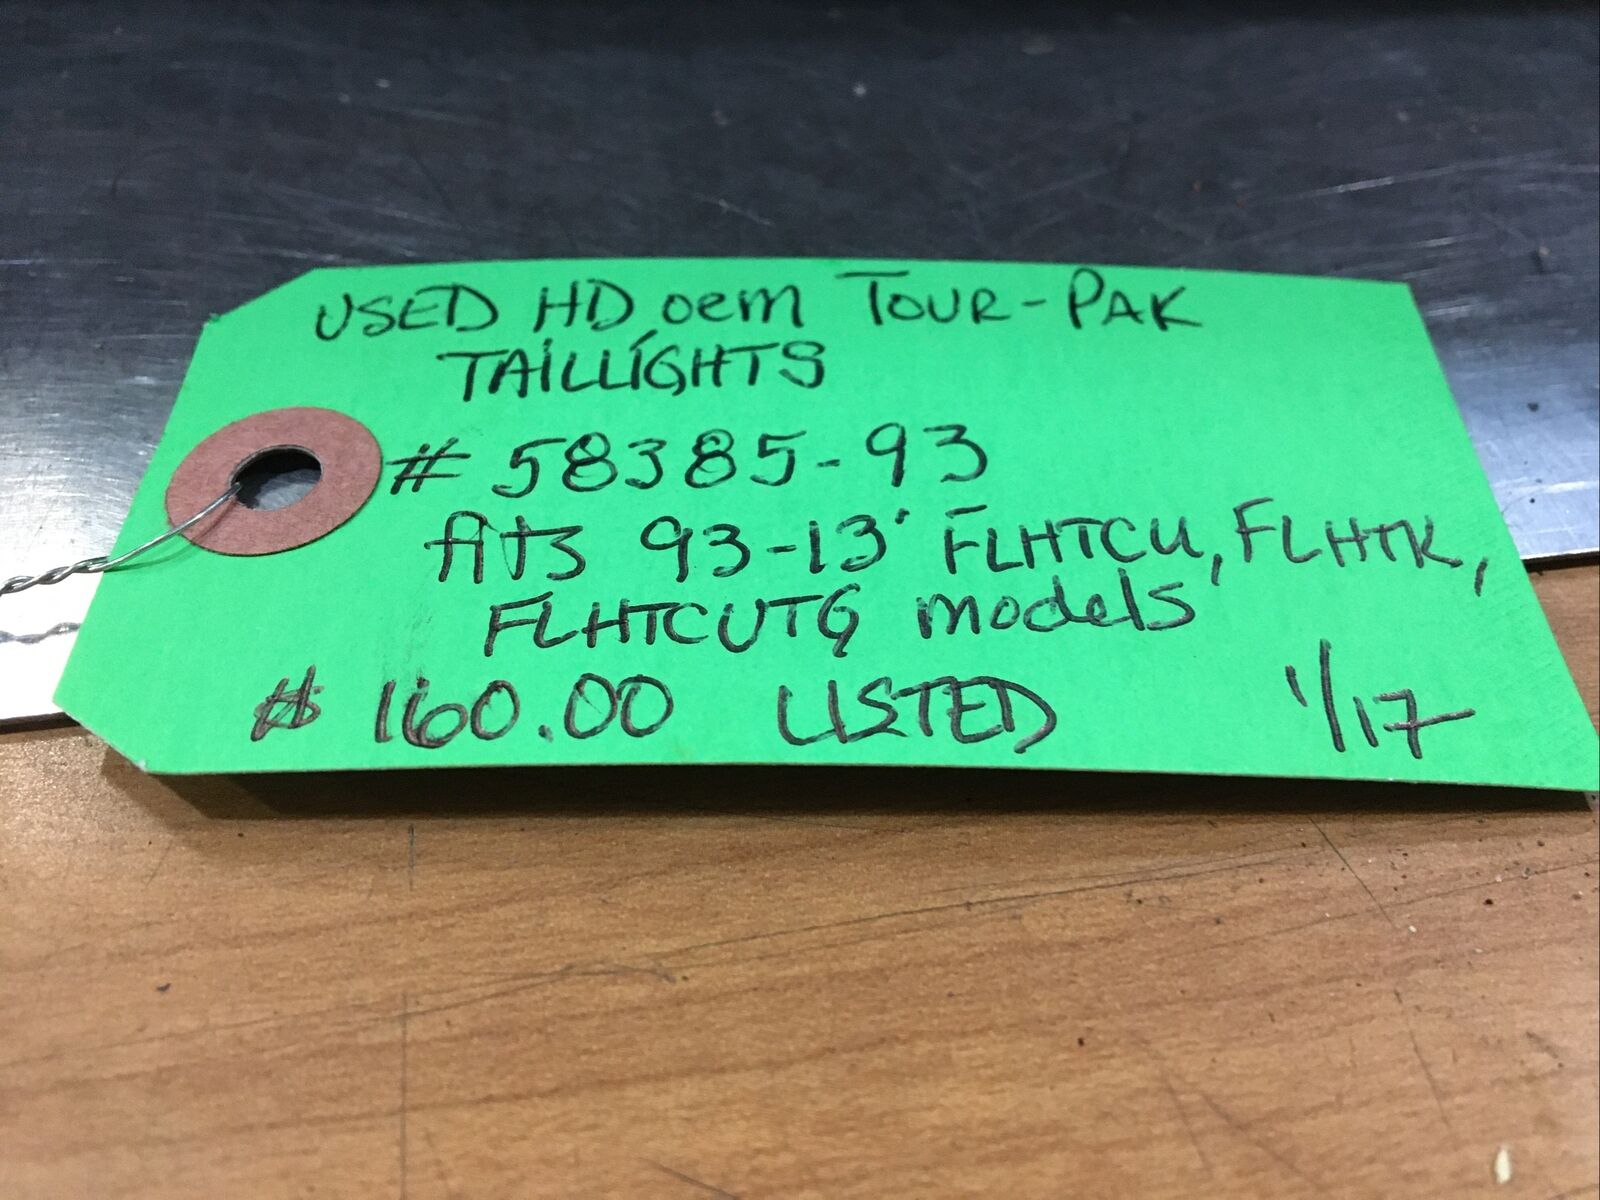 USED HD oem TOUR-PAK
TAILLIGHTS
# 58385-93
fits 93-13' FLHTCU, FLHTK,
FLHTCUTG models
$ 160.00 LISTED 1/17